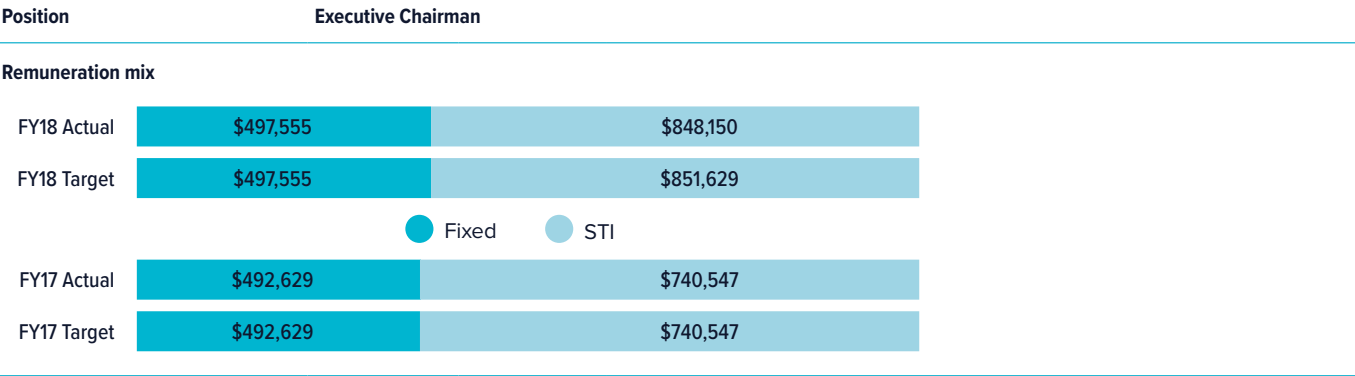 Position Executive Chairman
Remuneration mix
FY18 Actual $497,555 $848,150
FY18 Target $497,555 $851,629
Fixed STI
FY17 Actual $492,629 $740,547
FY17 Target $492,629 $740,547